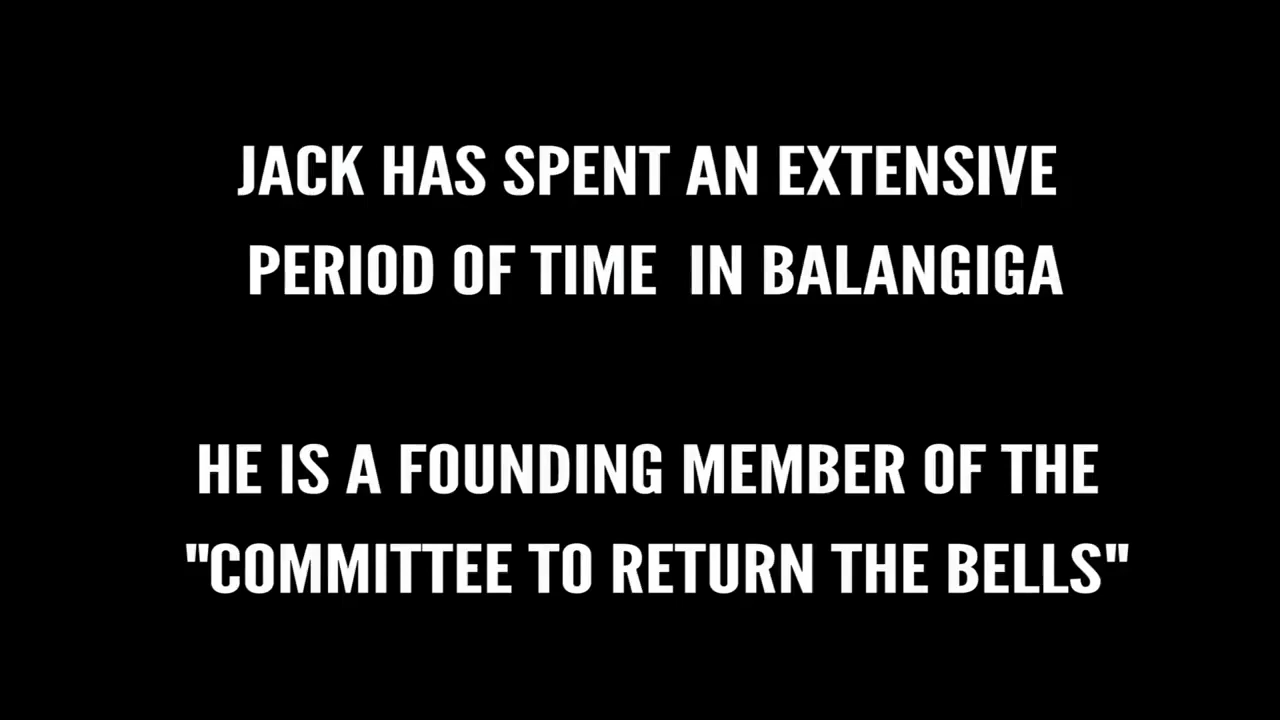 JACK HAS SPENT AN EXTENSIVE
PERIOD OF TIME IN BALANGIGA
HE IS A FOUNDING MEMBER OF THE
"COMMITTEE TO RETURN THE BELLS"